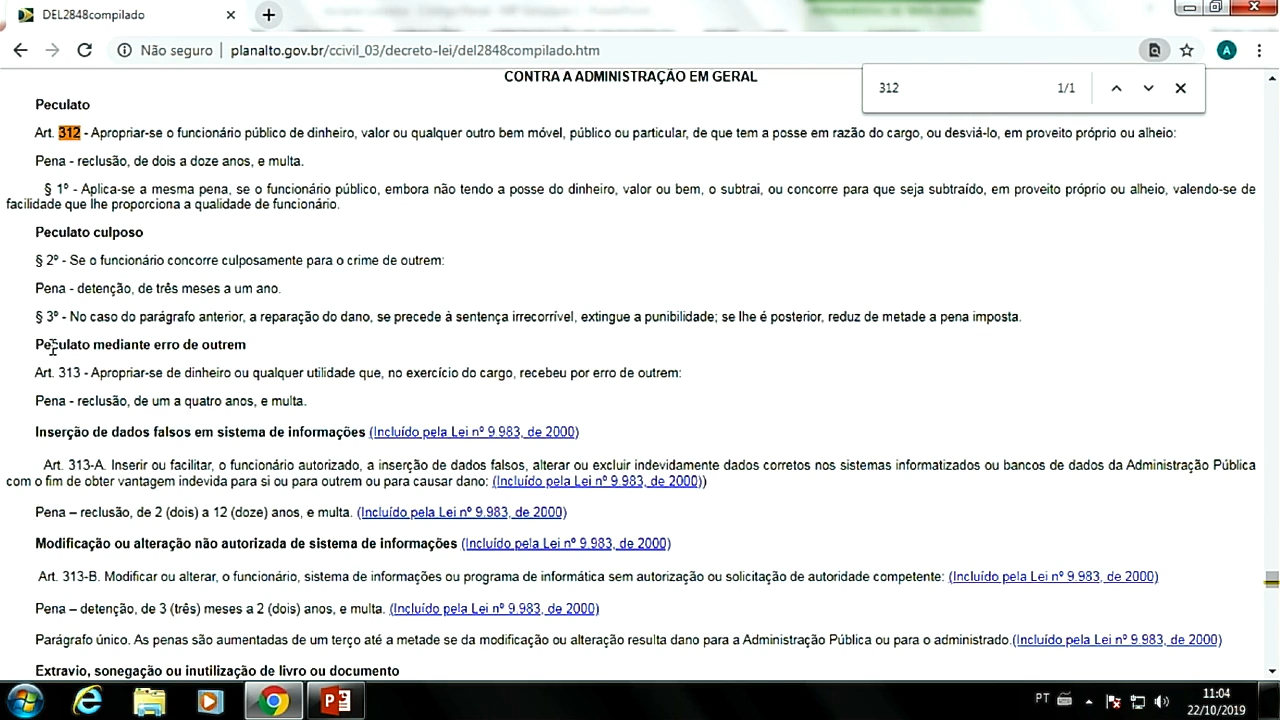 DEL2848compilado
Não seguro | planalto.gov.br/ccivil_03/decreto-lei/del2848compilado.htm
A
312
1/1
CONTRA A ADMINISTRAÇÃO EM GERAL
Peculato
Art. 312 - Apropriar-se o funcionário público de dinheiro, valor ou qualquer outro bem móvel, público ou particular, de que tem a posse em razão do cargo, ou desviá-lo, em proveito próprio ou alheio:
Pena - reclusão, de dois a doze anos, e multa.
§ 1º - Aplica-se a mesma pena, se o funcionário público, embora não tendo a posse do dinheiro, valor ou bem, o subtrai, ou concorre para que seja subtraído, em proveito próprio ou alheio, valendo-se de
facilidade que lhe proporciona a qualidade de funcionário.
Peculato culposo
§ 2º - Se o funcionário concorre culposamente para o crime de outrem:
Pena - detenção, de três meses a um ano.
§ 3º - No caso do parágrafo anterior, a reparação do dano, se precede à sentença irrecorrível, extingue a punibilidade; se lhe é posterior, reduz de metade a pena imposta.
Peculato mediante erro de outrem
Art. 313 - Apropriar-se de dinheiro ou qualquer utilidade que, no exercício do cargo, recebeu por erro de outrem:
Pena - reclusão, de um a quatro anos, e multa.
Inserção de dados falsos em sistema de informações (Incluído pela Lei nº 9.983, de 2000)
Art. 313-A. Inserir ou facilitar, o funcionário autorizado, a inserção de dados falsos, alterar ou excluir indevidamente dados corretos nos sistemas informatizados ou bancos de dados da Administração Pública
com o fim de obter vantagem indevida para si ou para outrem ou para causar dano: (Incluído pela Lei nº 9.983, de 2000))
Pena – reclusão, de 2 (dois) a 12 (doze) anos, e multa. (Incluído pela Lei nº 9.983, de 2000)
Modificação ou alteração não autorizada de sistema de informações (Incluído pela Lei nº 9.983, de 2000)
Art. 313-B. Modificar ou alterar, o funcionário, sistema de informações ou programa de informática sem autorização ou solicitação de autoridade competente: (Incluído pela Lei nº 9.983, de 2000)
Pena – detenção, de 3 (três) meses a 2 (dois) anos, e multa. (Incluído pela Lei nº 9.983, de 2000)
Parágrafo único. As penas são aumentadas de um terço até a metade se da modificação ou alteração resulta dano para a Administração Pública ou para o administrado.(Incluído pela Lei nº 9.983, de 2000)
Extravio, sonegação ou inutilização de livro ou documento
PT
11:04
22/10/2019